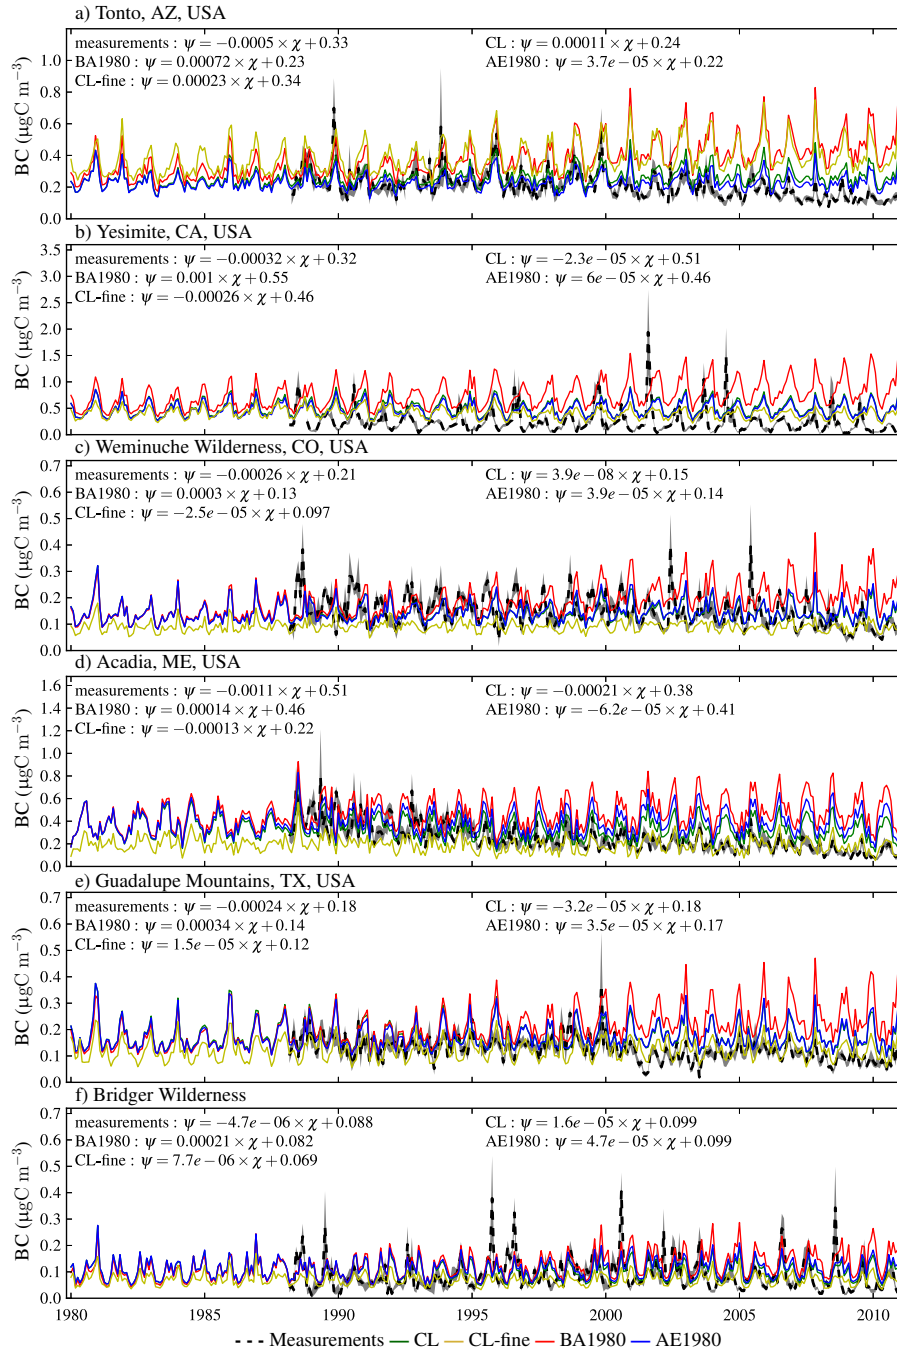 a) Tonto, AZ, USA
measurements : ψ = −0.0005 × χ + 0.33
CL : ψ = 0.00011 × χ + 0.24
BA1980 : ψ = 0.00072 × χ + 0.23
AE1980 : ψ = 3.7e − 05 × χ + 0.22
CL-fine : ψ = 0.00023 × χ + 0.34
BC (µgC m⁻³)
1.0
0.8
0.6
0.4
0.2
0.0
b) Yesimite, CA, USA
measurements : ψ = −0.00032 × χ + 0.32
CL : ψ = −2.3e − 05 × χ + 0.51
BA1980 : ψ = 0.001 × χ + 0.55
AE1980 : ψ = 6e − 05 × χ + 0.46
CL-fine : ψ = −0.00026 × χ + 0.46
BC (µgC m⁻³)
3.5
3.0
2.5
2.0
1.5
1.0
0.5
0.0
c) Weminuche Wilderness, CO, USA
measurements : ψ = −0.00026 × χ + 0.21
CL : ψ = 3.9e − 08 × χ + 0.15
BA1980 : ψ = 0.0003 × χ + 0.13
AE1980 : ψ = 3.9e − 05 × χ + 0.14
CL-fine : ψ = −2.5e − 05 × χ + 0.097
BC (µgC m⁻³)
0.7
0.6
0.5
0.4
0.3
0.2
0.1
0.0
d) Acadia, ME, USA
measurements : ψ = −0.0011 × χ + 0.51
CL : ψ = −0.00021 × χ + 0.38
BA1980 : ψ = 0.00014 × χ + 0.46
AE1980 : ψ = −6.2e − 05 × χ + 0.41
CL-fine : ψ = −0.00013 × χ + 0.22
BC (µgC m⁻³)
1.6
1.4
1.2
1.0
0.8
0.6
0.4
0.2
0.0
e) Guadalupe Mountains, TX, USA
measurements : ψ = −0.00024 × χ + 0.18
CL : ψ = −3.2e − 05 × χ + 0.18
BA1980 : ψ = 0.00034 × χ + 0.14
AE1980 : ψ = 3.5e − 05 × χ + 0.17
CL-fine : ψ = 1.5e − 05 × χ + 0.12
BC (µgC m⁻³)
0.7
0.6
0.5
0.4
0.3
0.2
0.1
0.0
f) Bridger Wilderness
measurements : ψ = −4.7e − 06 × χ + 0.088
CL : ψ = 1.6e − 05 × χ + 0.099
BA1980 : ψ = 0.00021 × χ + 0.082
AE1980 : ψ = 4.7e − 05 × χ + 0.099
CL-fine : ψ = 7.7e − 06 × χ + 0.069
BC (µgC m⁻³)
0.7
0.6
0.5
0.4
0.3
0.2
0.1
0.0
1980 1985 1990 1995 2000 2005 2010
Measurements CL CL-fine BA1980 AE1980